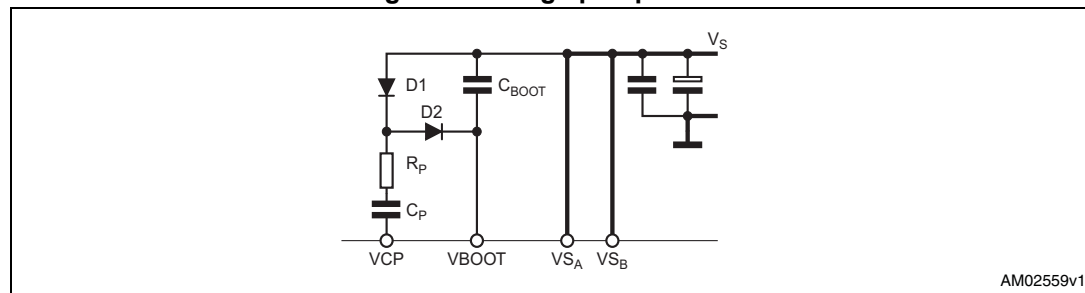 V_S
D1
C_BOOT
D2
R_P
C_P
VCP VBOOT VS_A VS_B
AM02559v1